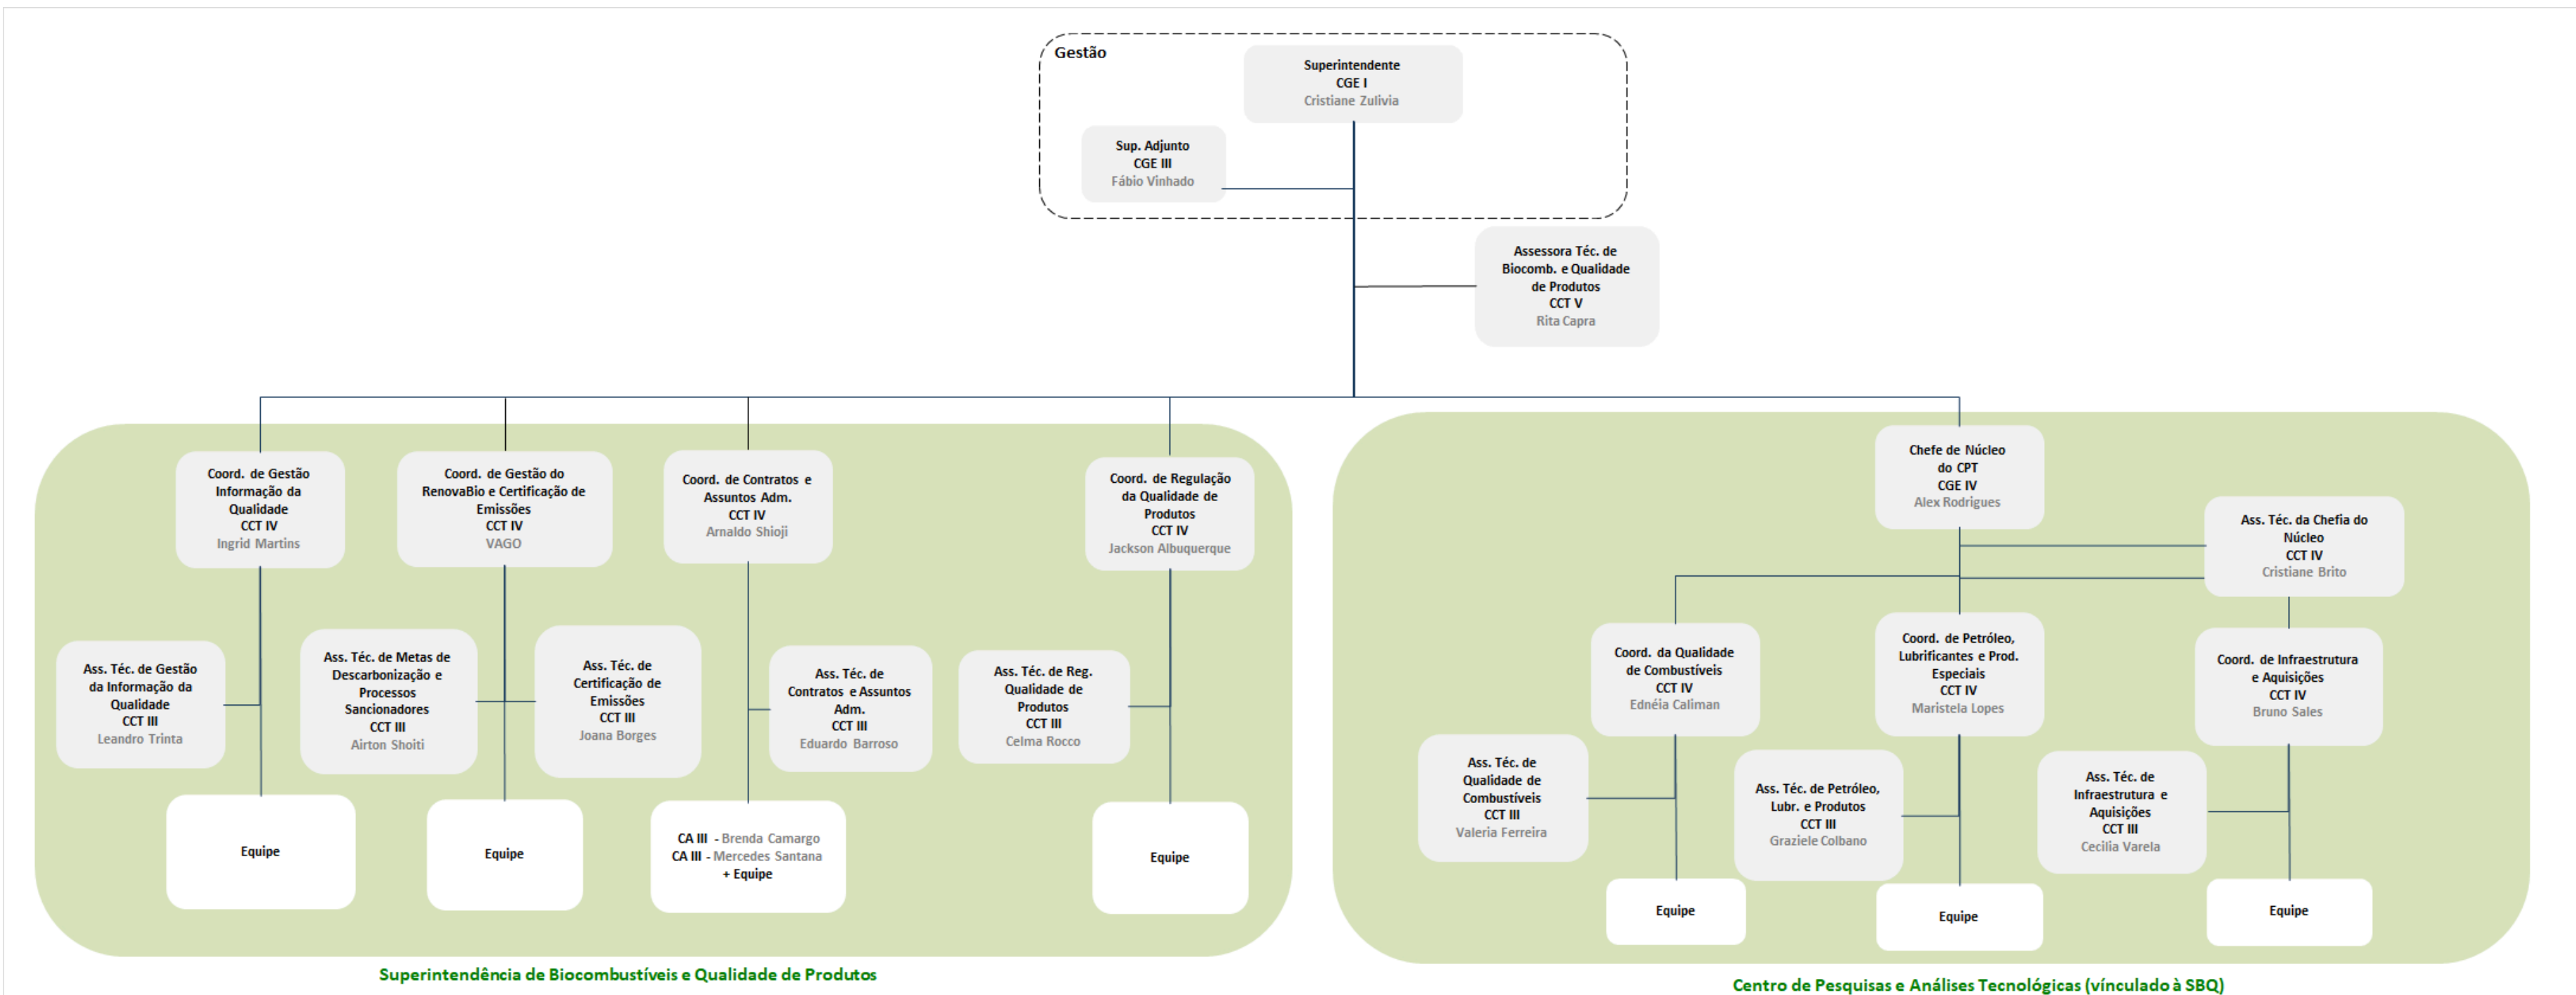 Gestão
Superintendente
CGE I
Cristiane Zulivia
Sup. Adjunto
CGE III
Fábio Vinhado
Assessora Téc. de
Biocomb. e Qualidade
de Produtos
CCT V
Rita Capra
Coord. de Gestão
Informação da
Qualidade
CCT IV
Ingrid Martins
Coord. de Gestão do
RenovaBio e Certificação de
Emissões
CCT IV
VAGO
Coord. de Contratos e
Assuntos Adm.
CCT IV
Arnaldo Shioji
Coord. de Regulação
da Qualidade de
Produtos
CCT IV
Jackson Albuquerque
Ass. Téc. de Gestão
da Informação da
Qualidade
CCT III
Leandro Trinta
Ass. Téc. de Metas de
Descarbonização e
Processos
Sancionadores
CCT III
Airton Shoiti
Ass. Téc. de
Certificação de
Emissões
CCT III
Joana Borges
Ass. Téc. de
Contratos e Assuntos
Adm.
CCT III
Eduardo Barroso
Ass. Téc. de Reg.
Qualidade de
Produtos
CCT III
Celma Rocco
Equipe
Equipe
CA III - Brenda Camargo
CA III - Mercedes Santana
+ Equipe
Equipe
Superintendência de Biocombustíveis e Qualidade de Produtos
Chefe de Núcleo
do CPT
CGE IV
Alex Rodrigues
Ass. Téc. da Chefia do
Núcleo
CCT IV
Cristiane Brito
Coord. da Qualidade
de Combustíveis
CCT IV
Ednéia Caliman
Coord. de Petróleo,
Lubrificantes e Prod.
Especiais
CCT IV
Maristela Lopes
Coord. de Infraestrutura
e Aquisições
CCT IV
Bruno Sales
Ass. Téc. de
Qualidade de
Combustíveis
CCT III
Valeria Ferreira
Ass. Téc. de Petróleo,
Lubr. e Produtos
CCT III
Graziele Colbano
Ass. Téc. de
Infraestrutura e
Aquisições
CCT III
Cecilia Varela
Equipe
Equipe
Equipe
Centro de Pesquisas e Análises Tecnológicas (vínculado à SBQ)